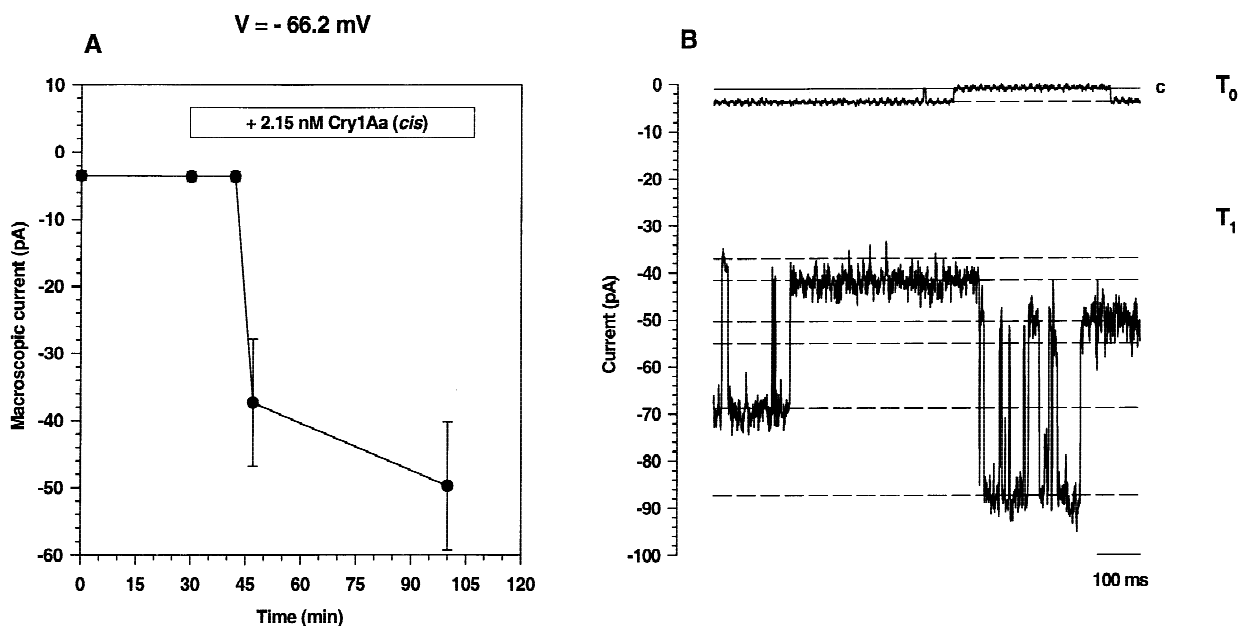 V = - 66.2 mV
A
10
0
-10
-20
-30
-40
-50
-60
Macroscopic current (pA)
+ 2.15 nM Cry1Aa (cis)
0 15 30 45 60 75 90 105 120
Time (min)
B
0
-10
-20
-30
-40
-50
-60
-70
-80
-90
-100
Current (pA)
c
T0
T1
100 ms